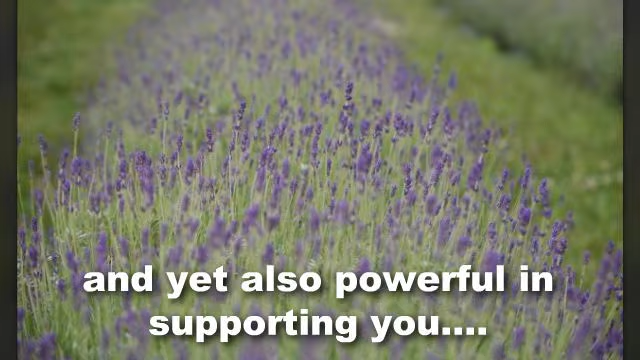 and yet also powerful in
supporting you....